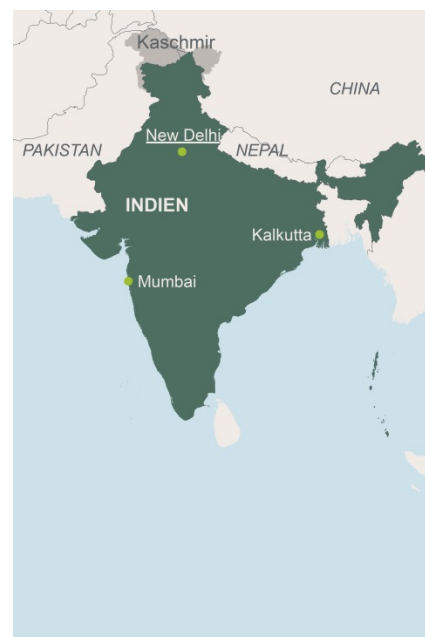 Kaschmir
CHINA
New Delhi
PAKISTAN
NEPAL
INDIEN
Kalkutta
Mumbai